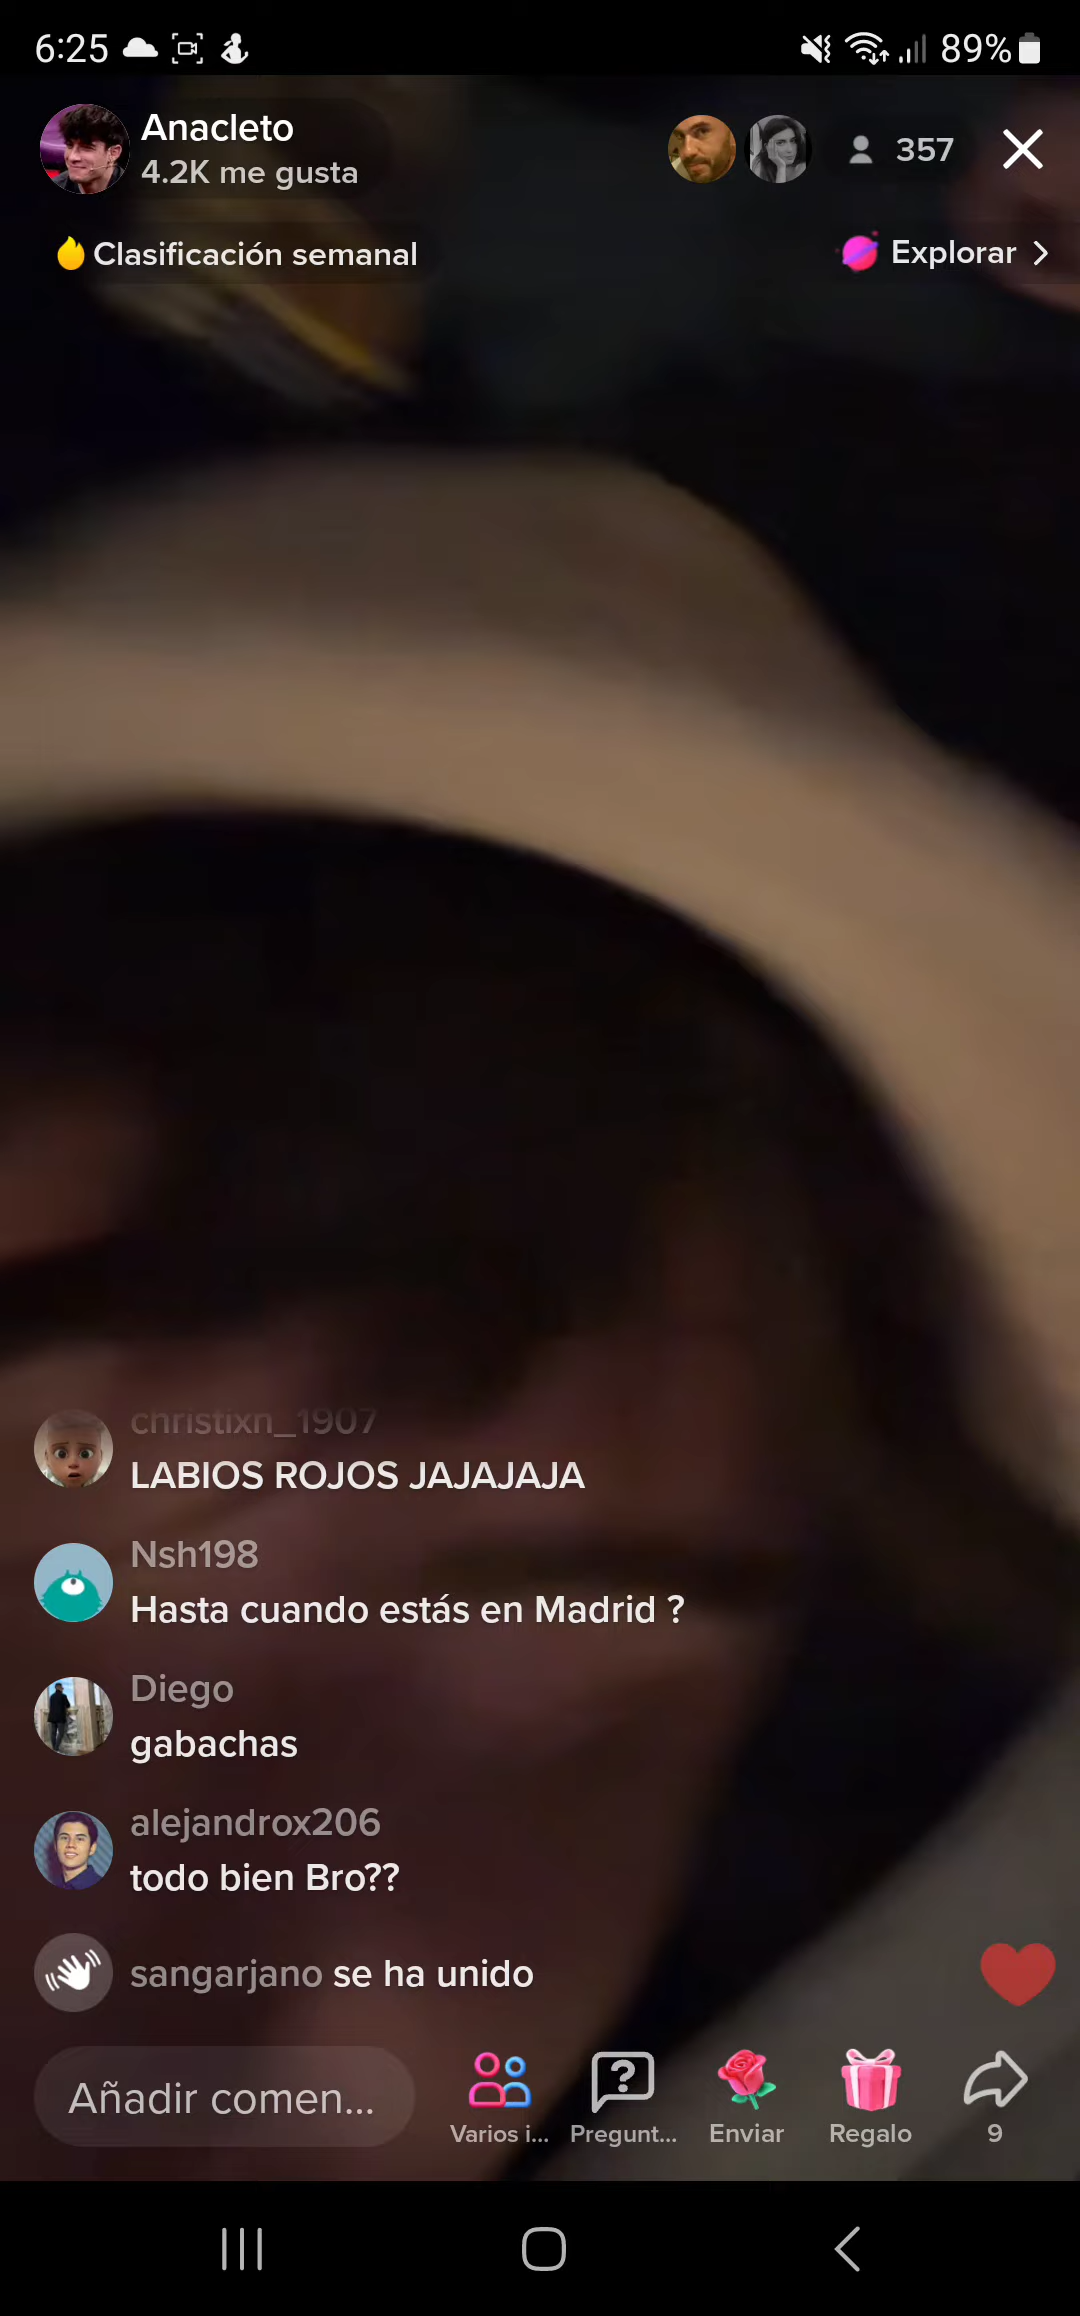 6:25
89%
Anacleto
4.2K me gusta
357
Clasificación semanal
Explorar
christixn_1907
LABIOS ROJOS JAJAJAJA
Nsh198
Hasta cuando estás en Madrid ?
Diego
gabachas
alejandrox206
todo bien Bro??
sangarjano se ha unido
Añadir comen...
Varios i...
Pregunt...
Enviar
Regalo
9